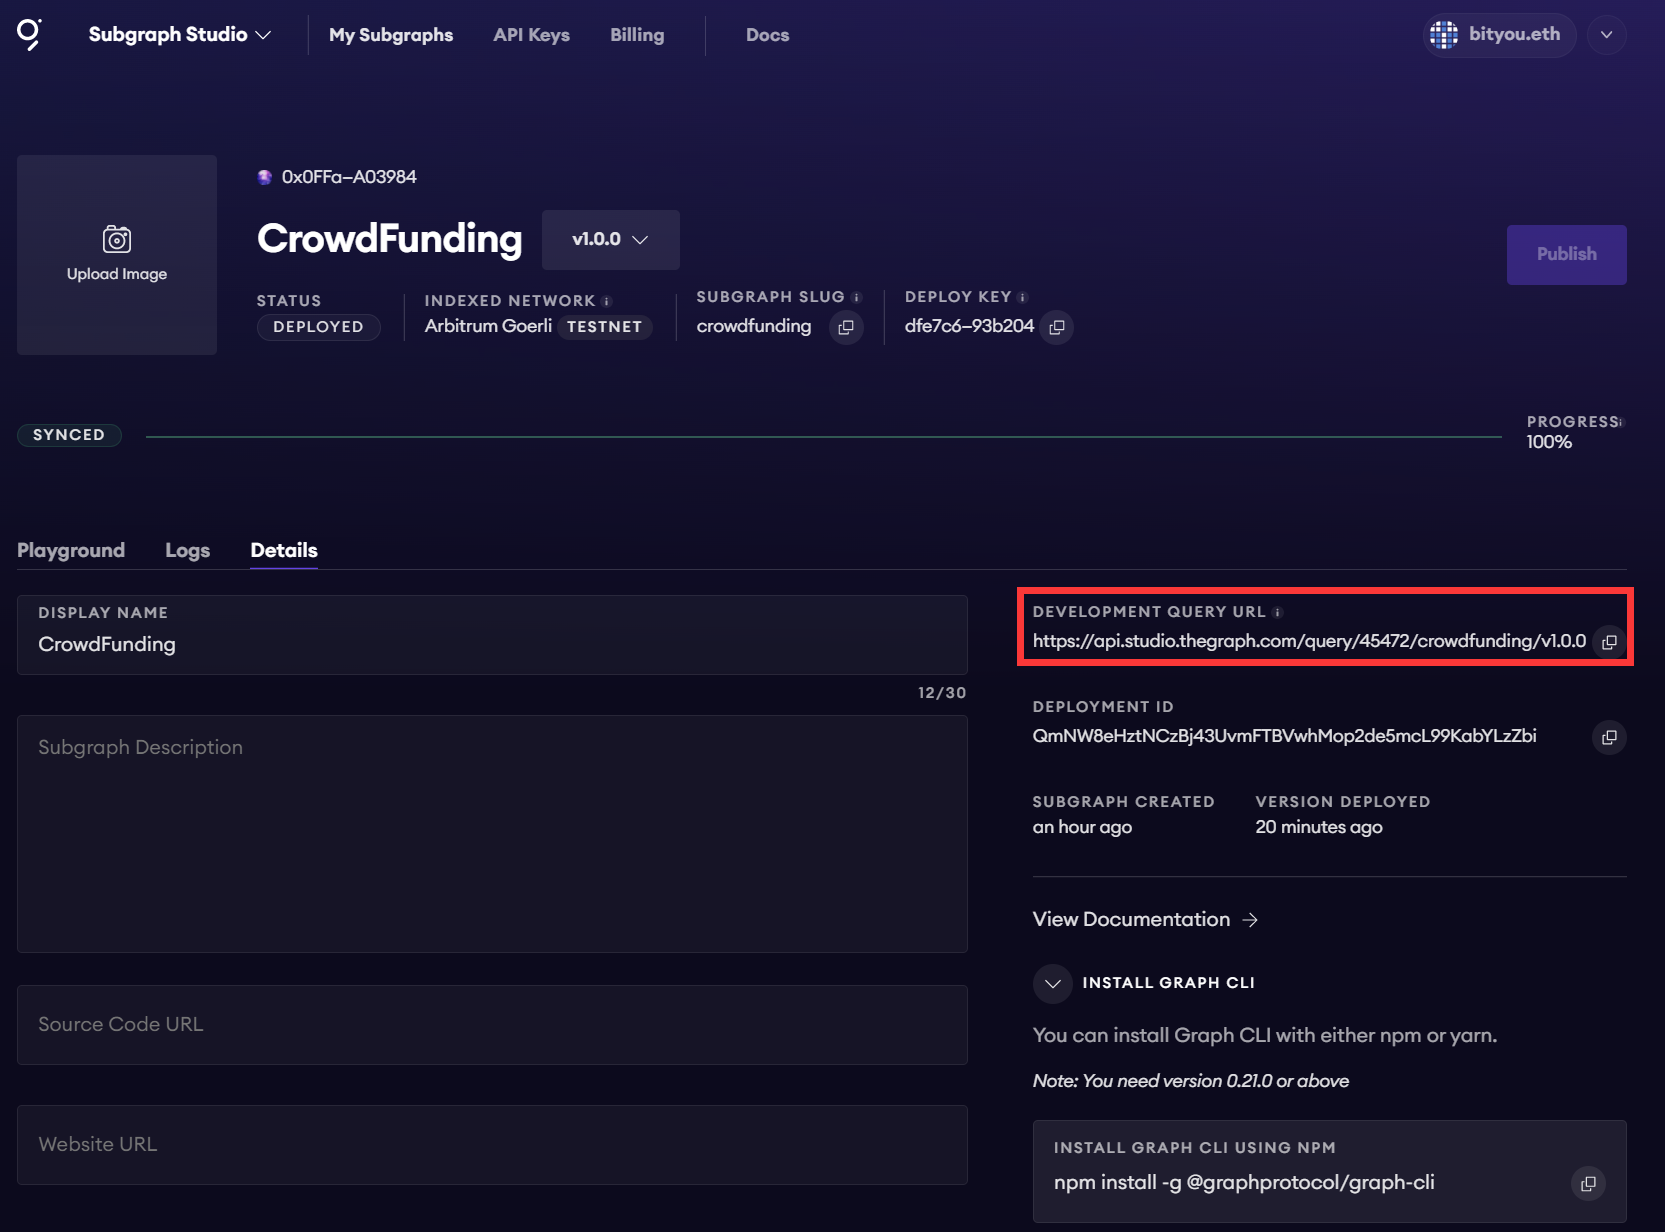 Subgraph Studio
My Subgraphs
API Keys
Billing
Docs
bityou.eth
0x0FFa–A03984
CrowdFunding
v1.0.0
Upload Image
Publish
STATUS
DEPLOYED
INDEXED NETWORK
Arbitrum Goerli TESTNET
SUBGRAPH SLUG
crowdfunding
DEPLOY KEY
dfe7c6–93b204
SYNCED
PROGRESS
100%
Playground
Logs
Details
DISPLAY NAME
CrowdFunding
12/30
Subgraph Description
Source Code URL
Website URL
DEVELOPMENT QUERY URL
https://api.studio.thegraph.com/query/45472/crowdfunding/v1.0.0
DEPLOYMENT ID
QmNW8eHztNCzBj43UvmFTBVwhMop2de5mcL99KabYLzZbi
SUBGRAPH CREATED
an hour ago
VERSION DEPLOYED
20 minutes ago
View Documentation
INSTALL GRAPH CLI
You can install Graph CLI with either npm or yarn.
Note: You need version 0.21.0 or above
INSTALL GRAPH CLI USING NPM
npm install -g @graphprotocol/graph-cli